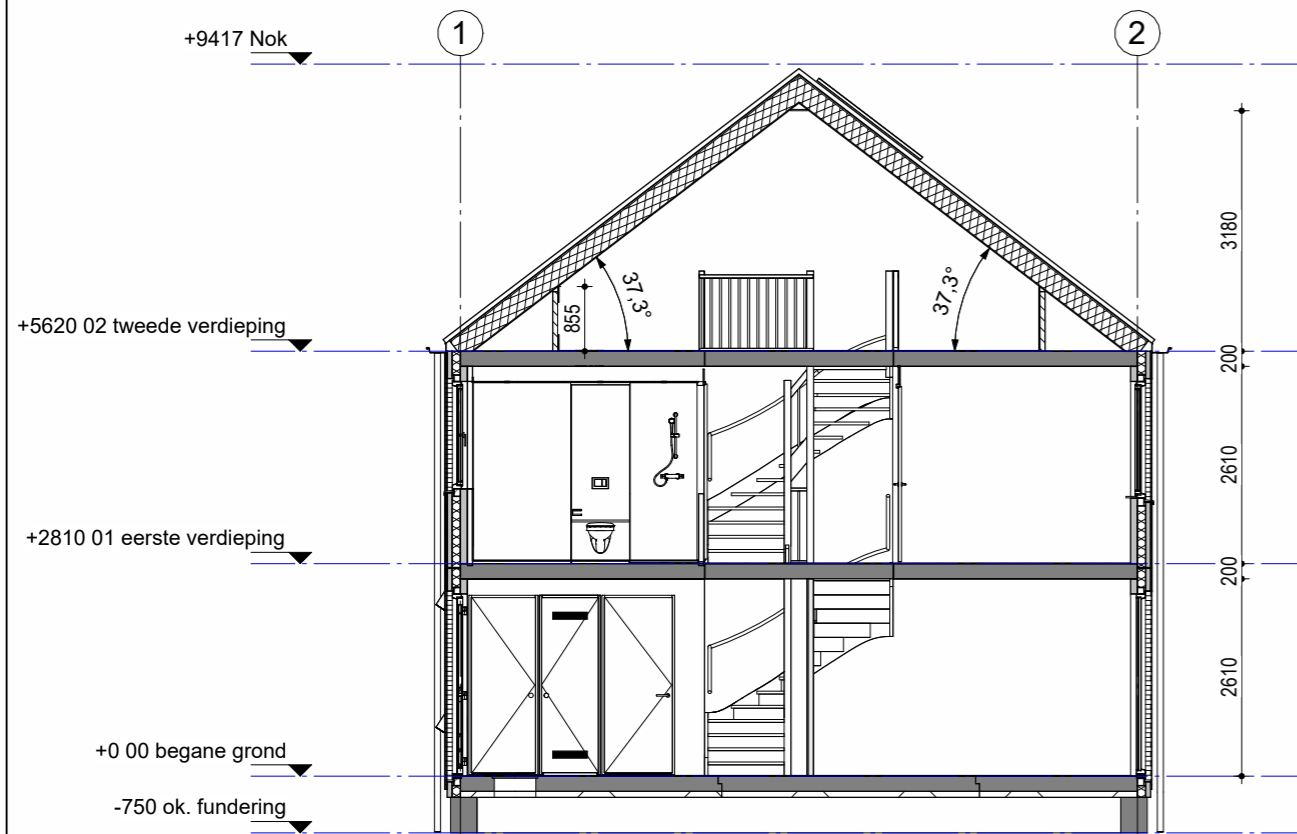 1
2
+9417 Nok
3180
37,3°
37,3°
855
+5620 02 tweede verdieping
200
2610
+2810 01 eerste verdieping
200
2610
+0 00 begane grond
-750 ok. fundering